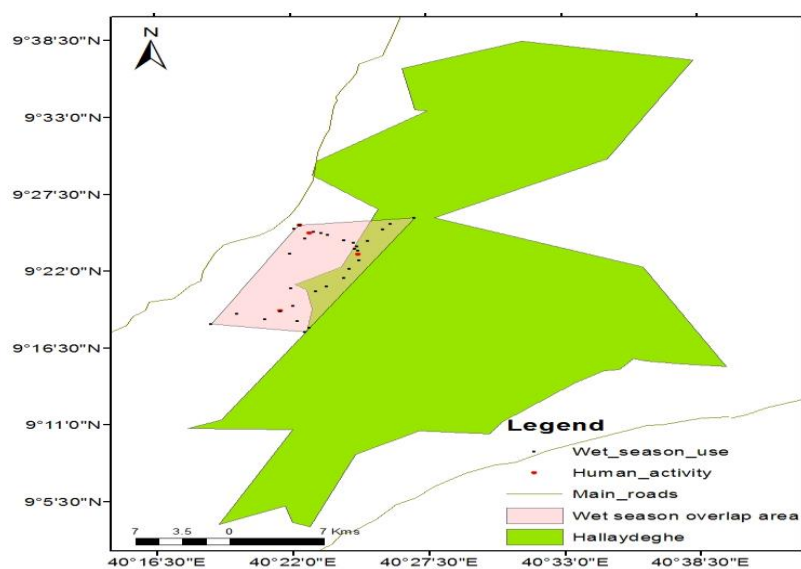 N
9°38'30"N
9°33'0"N
9°27'30"N
9°22'0"N
9°16'30"N
9°11'0"N
9°5'30"N
Legend
Wet_season_use
Human_activity
Main_roads
Wet season overlap area
Hallaydeghe
7 3.5 0 7 Kms
40°16'30"E 40°22'0"E 40°27'30"E 40°33'0"E 40°38'30"E